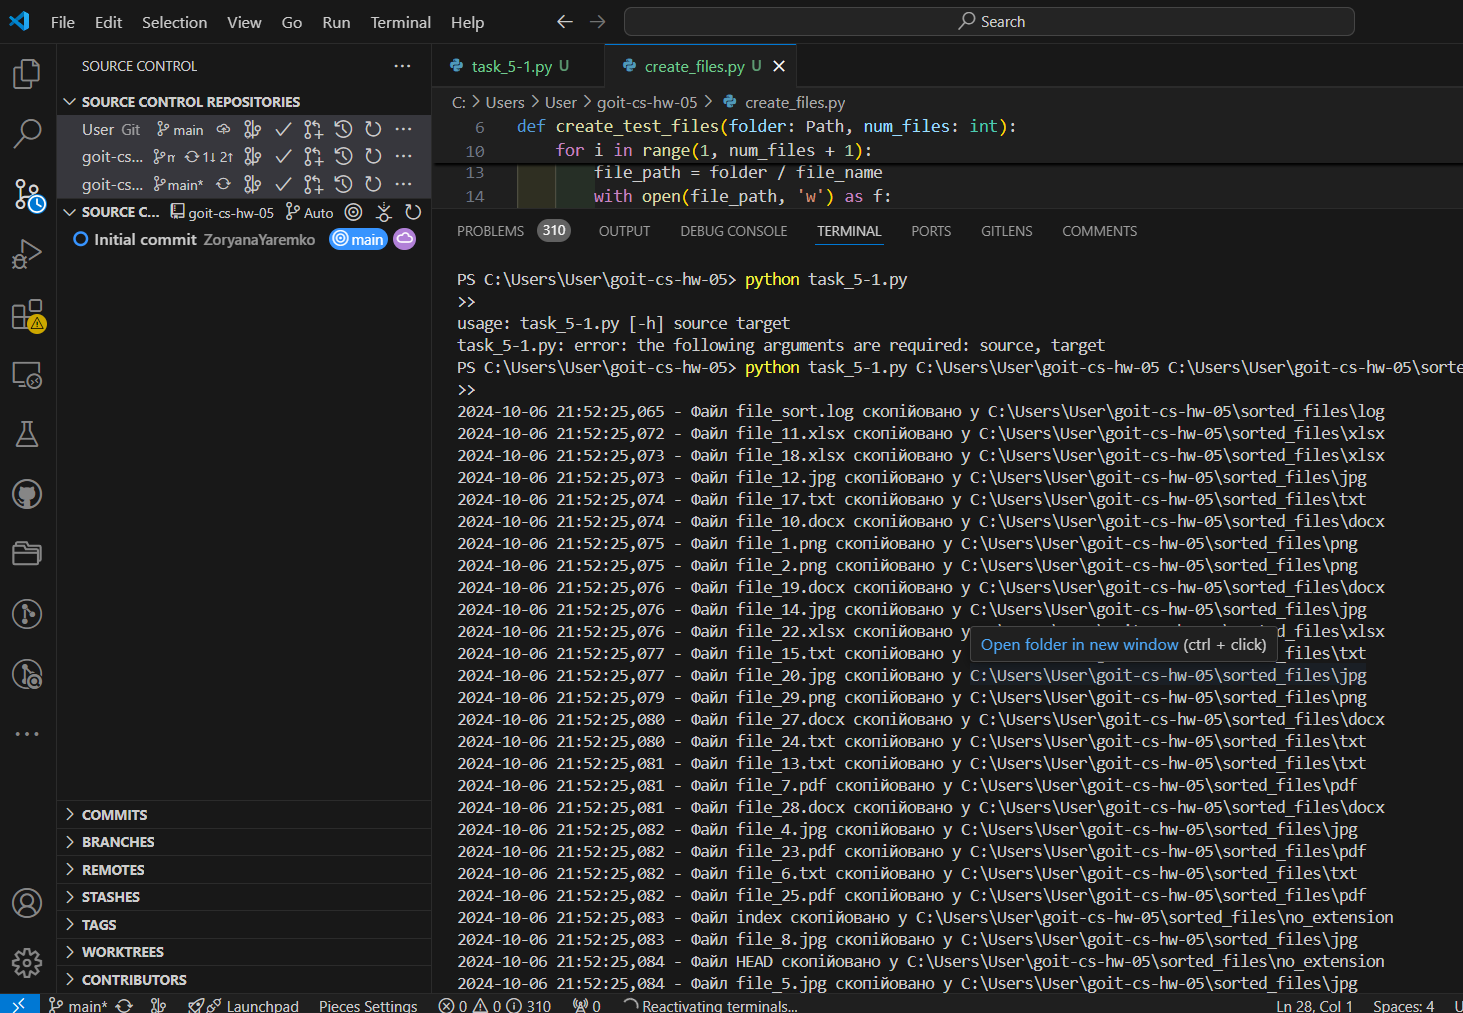 File Edit Selection View Go Run Terminal Help
Search
SOURCE CONTROL
SOURCE CONTROL REPOSITORIES
User Git main
goit-cs... 1↓ 2↑
goit-cs... main*
SOURCE C... goit-cs-hw-05 Auto
Initial commit ZoryanaYaremko main
COMMITS
BRANCHES
REMOTES
STASHES
TAGS
WORKTREES
CONTRIBUTORS
task_5-1.py U create_files.py U
C: > Users > User > goit-cs-hw-05 > create_files.py
6 def create_test_files(folder: Path, num_files: int):
10 for i in range(1, num_files + 1):
13 file_path = folder / file_name
14 with open(file_path, 'w') as f:
PROBLEMS 310 OUTPUT DEBUG CONSOLE TERMINAL PORTS GITLENS COMMENTS
PS C:\Users\User\goit-cs-hw-05> python task_5-1.py
>>
usage: task_5-1.py [-h] source target
task_5-1.py: error: the following arguments are required: source, target
PS C:\Users\User\goit-cs-hw-05> python task_5-1.py C:\Users\User\goit-cs-hw-05 C:\Users\User\goit-cs-hw-05\sorte
>>
2024-10-06 21:52:25,065 - Файл file_sort.log скопійовано у C:\Users\User\goit-cs-hw-05\sorted_files\log
2024-10-06 21:52:25,072 - Файл file_11.xlsx скопійовано у C:\Users\User\goit-cs-hw-05\sorted_files\xlsx
2024-10-06 21:52:25,073 - Файл file_18.xlsx скопійовано у C:\Users\User\goit-cs-hw-05\sorted_files\xlsx
2024-10-06 21:52:25,073 - Файл file_12.jpg скопійовано у C:\Users\User\goit-cs-hw-05\sorted_files\jpg
2024-10-06 21:52:25,074 - Файл file_17.txt скопійовано у C:\Users\User\goit-cs-hw-05\sorted_files\txt
2024-10-06 21:52:25,074 - Файл file_10.docx скопійовано у C:\Users\User\goit-cs-hw-05\sorted_files\docx
2024-10-06 21:52:25,075 - Файл file_1.png скопійовано у C:\Users\User\goit-cs-hw-05\sorted_files\png
2024-10-06 21:52:25,075 - Файл file_2.png скопійовано у C:\Users\User\goit-cs-hw-05\sorted_files\png
2024-10-06 21:52:25,076 - Файл file_19.docx скопійовано у C:\Users\User\goit-cs-hw-05\sorted_files\docx
2024-10-06 21:52:25,076 - Файл file_14.jpg скопійовано у C:\Users\User\goit-cs-hw-05\sorted_files\jpg
2024-10-06 21:52:25,076 - Файл file_22.xlsx скопійовано у d_files\xlsx
Open folder in new window (ctrl + click)
2024-10-06 21:52:25,077 - Файл file_15.txt скопійовано у d_files\txt
2024-10-06 21:52:25,077 - Файл file_20.jpg скопійовано у C:\Users\User\goit-cs-hw-05\sorted_files\jpg
2024-10-06 21:52:25,079 - Файл file_29.png скопійовано у C:\Users\User\goit-cs-hw-05\sorted_files\png
2024-10-06 21:52:25,080 - Файл file_27.docx скопійовано у C:\Users\User\goit-cs-hw-05\sorted_files\docx
2024-10-06 21:52:25,080 - Файл file_24.txt скопійовано у C:\Users\User\goit-cs-hw-05\sorted_files\txt
2024-10-06 21:52:25,081 - Файл file_13.txt скопійовано у C:\Users\User\goit-cs-hw-05\sorted_files\txt
2024-10-06 21:52:25,081 - Файл file_7.pdf скопійовано у C:\Users\User\goit-cs-hw-05\sorted_files\pdf
2024-10-06 21:52:25,081 - Файл file_28.docx скопійовано у C:\Users\User\goit-cs-hw-05\sorted_files\docx
2024-10-06 21:52:25,082 - Файл file_4.jpg скопійовано у C:\Users\User\goit-cs-hw-05\sorted_files\jpg
2024-10-06 21:52:25,082 - Файл file_23.pdf скопійовано у C:\Users\User\goit-cs-hw-05\sorted_files\pdf
2024-10-06 21:52:25,082 - Файл file_6.txt скопійовано у C:\Users\User\goit-cs-hw-05\sorted_files\txt
2024-10-06 21:52:25,082 - Файл file_25.pdf скопійовано у C:\Users\User\goit-cs-hw-05\sorted_files\pdf
2024-10-06 21:52:25,083 - Файл index скопійовано у C:\Users\User\goit-cs-hw-05\sorted_files\no_extension
2024-10-06 21:52:25,083 - Файл file_8.jpg скопійовано у C:\Users\User\goit-cs-hw-05\sorted_files\jpg
2024-10-06 21:52:25,084 - Файл HEAD скопійовано у C:\Users\User\goit-cs-hw-05\sorted_files\no_extension
2024-10-06 21:52:25,084 - Файл file_5.jpg скопійовано у C:\Users\User\goit-cs-hw-05\sorted_files\jpg
main* Launchpad Pieces Settings 0 0 310 0 Reactivating terminals... Ln 28, Col 1 Spaces: 4